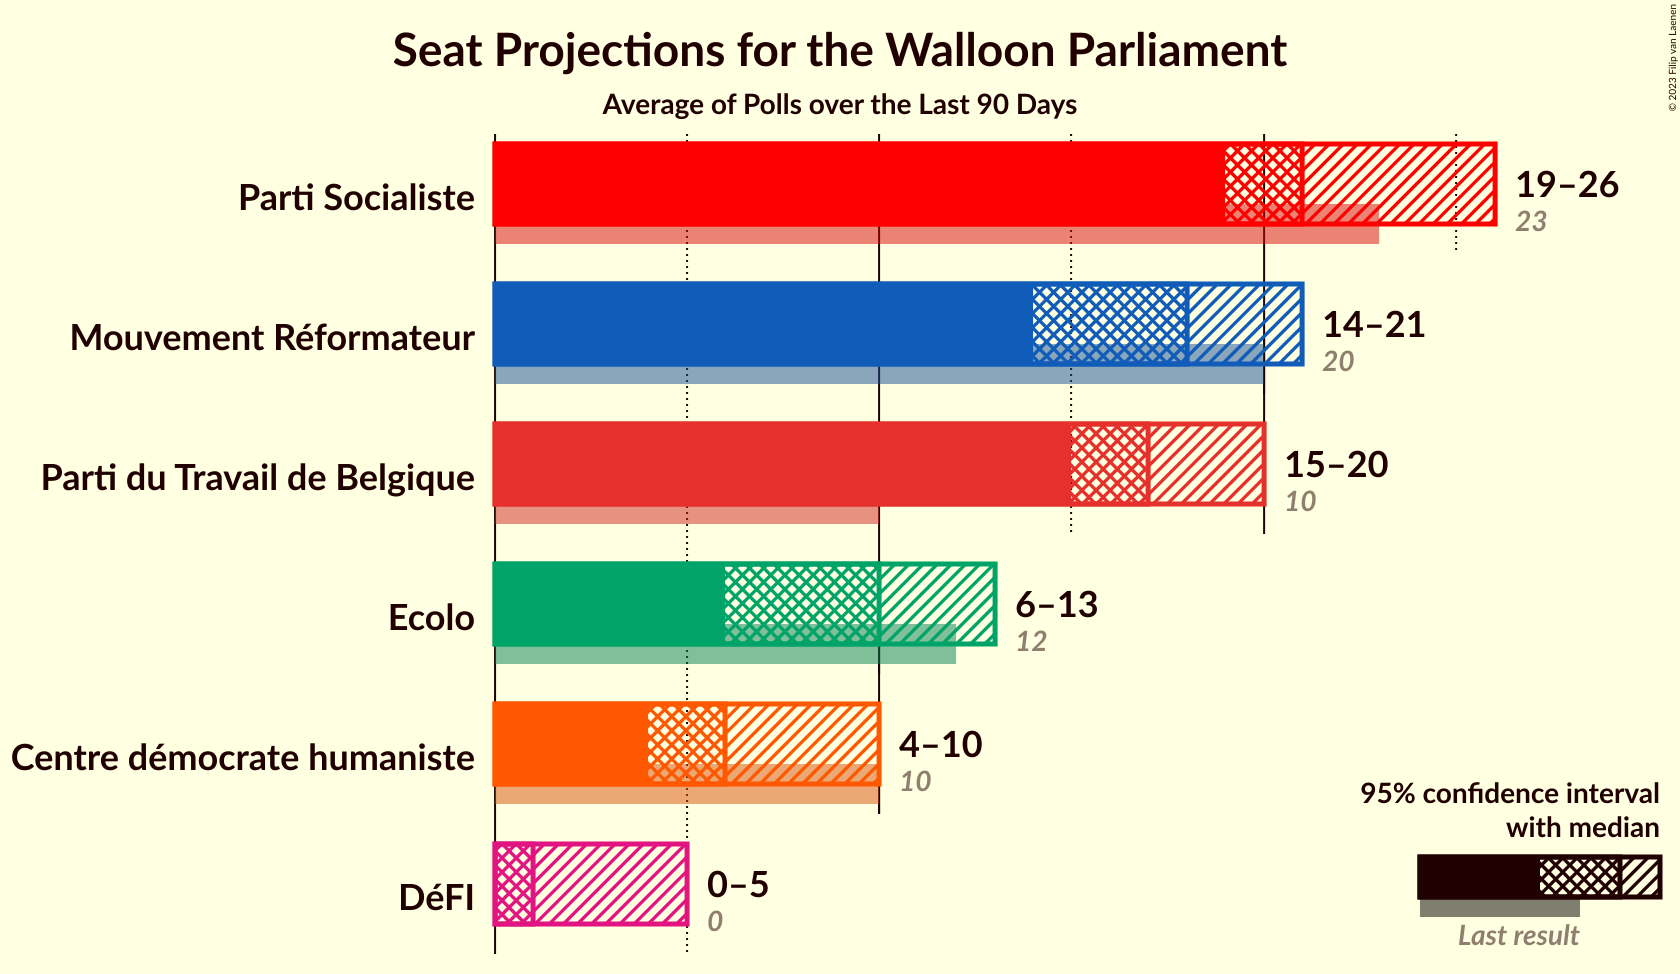 Seat Projections for the Walloon Parliament
Average of Polls over the Last 90 Days
© 2023 Filip van Laenen
Parti Socialiste
19–26
23
Mouvement Réformateur
14–21
20
Parti du Travail de Belgique
15–20
10
Ecolo
6–13
12
Centre démocrate humaniste
4–10
10
DéFI
0–5
0
95% confidence interval
with median
Last result